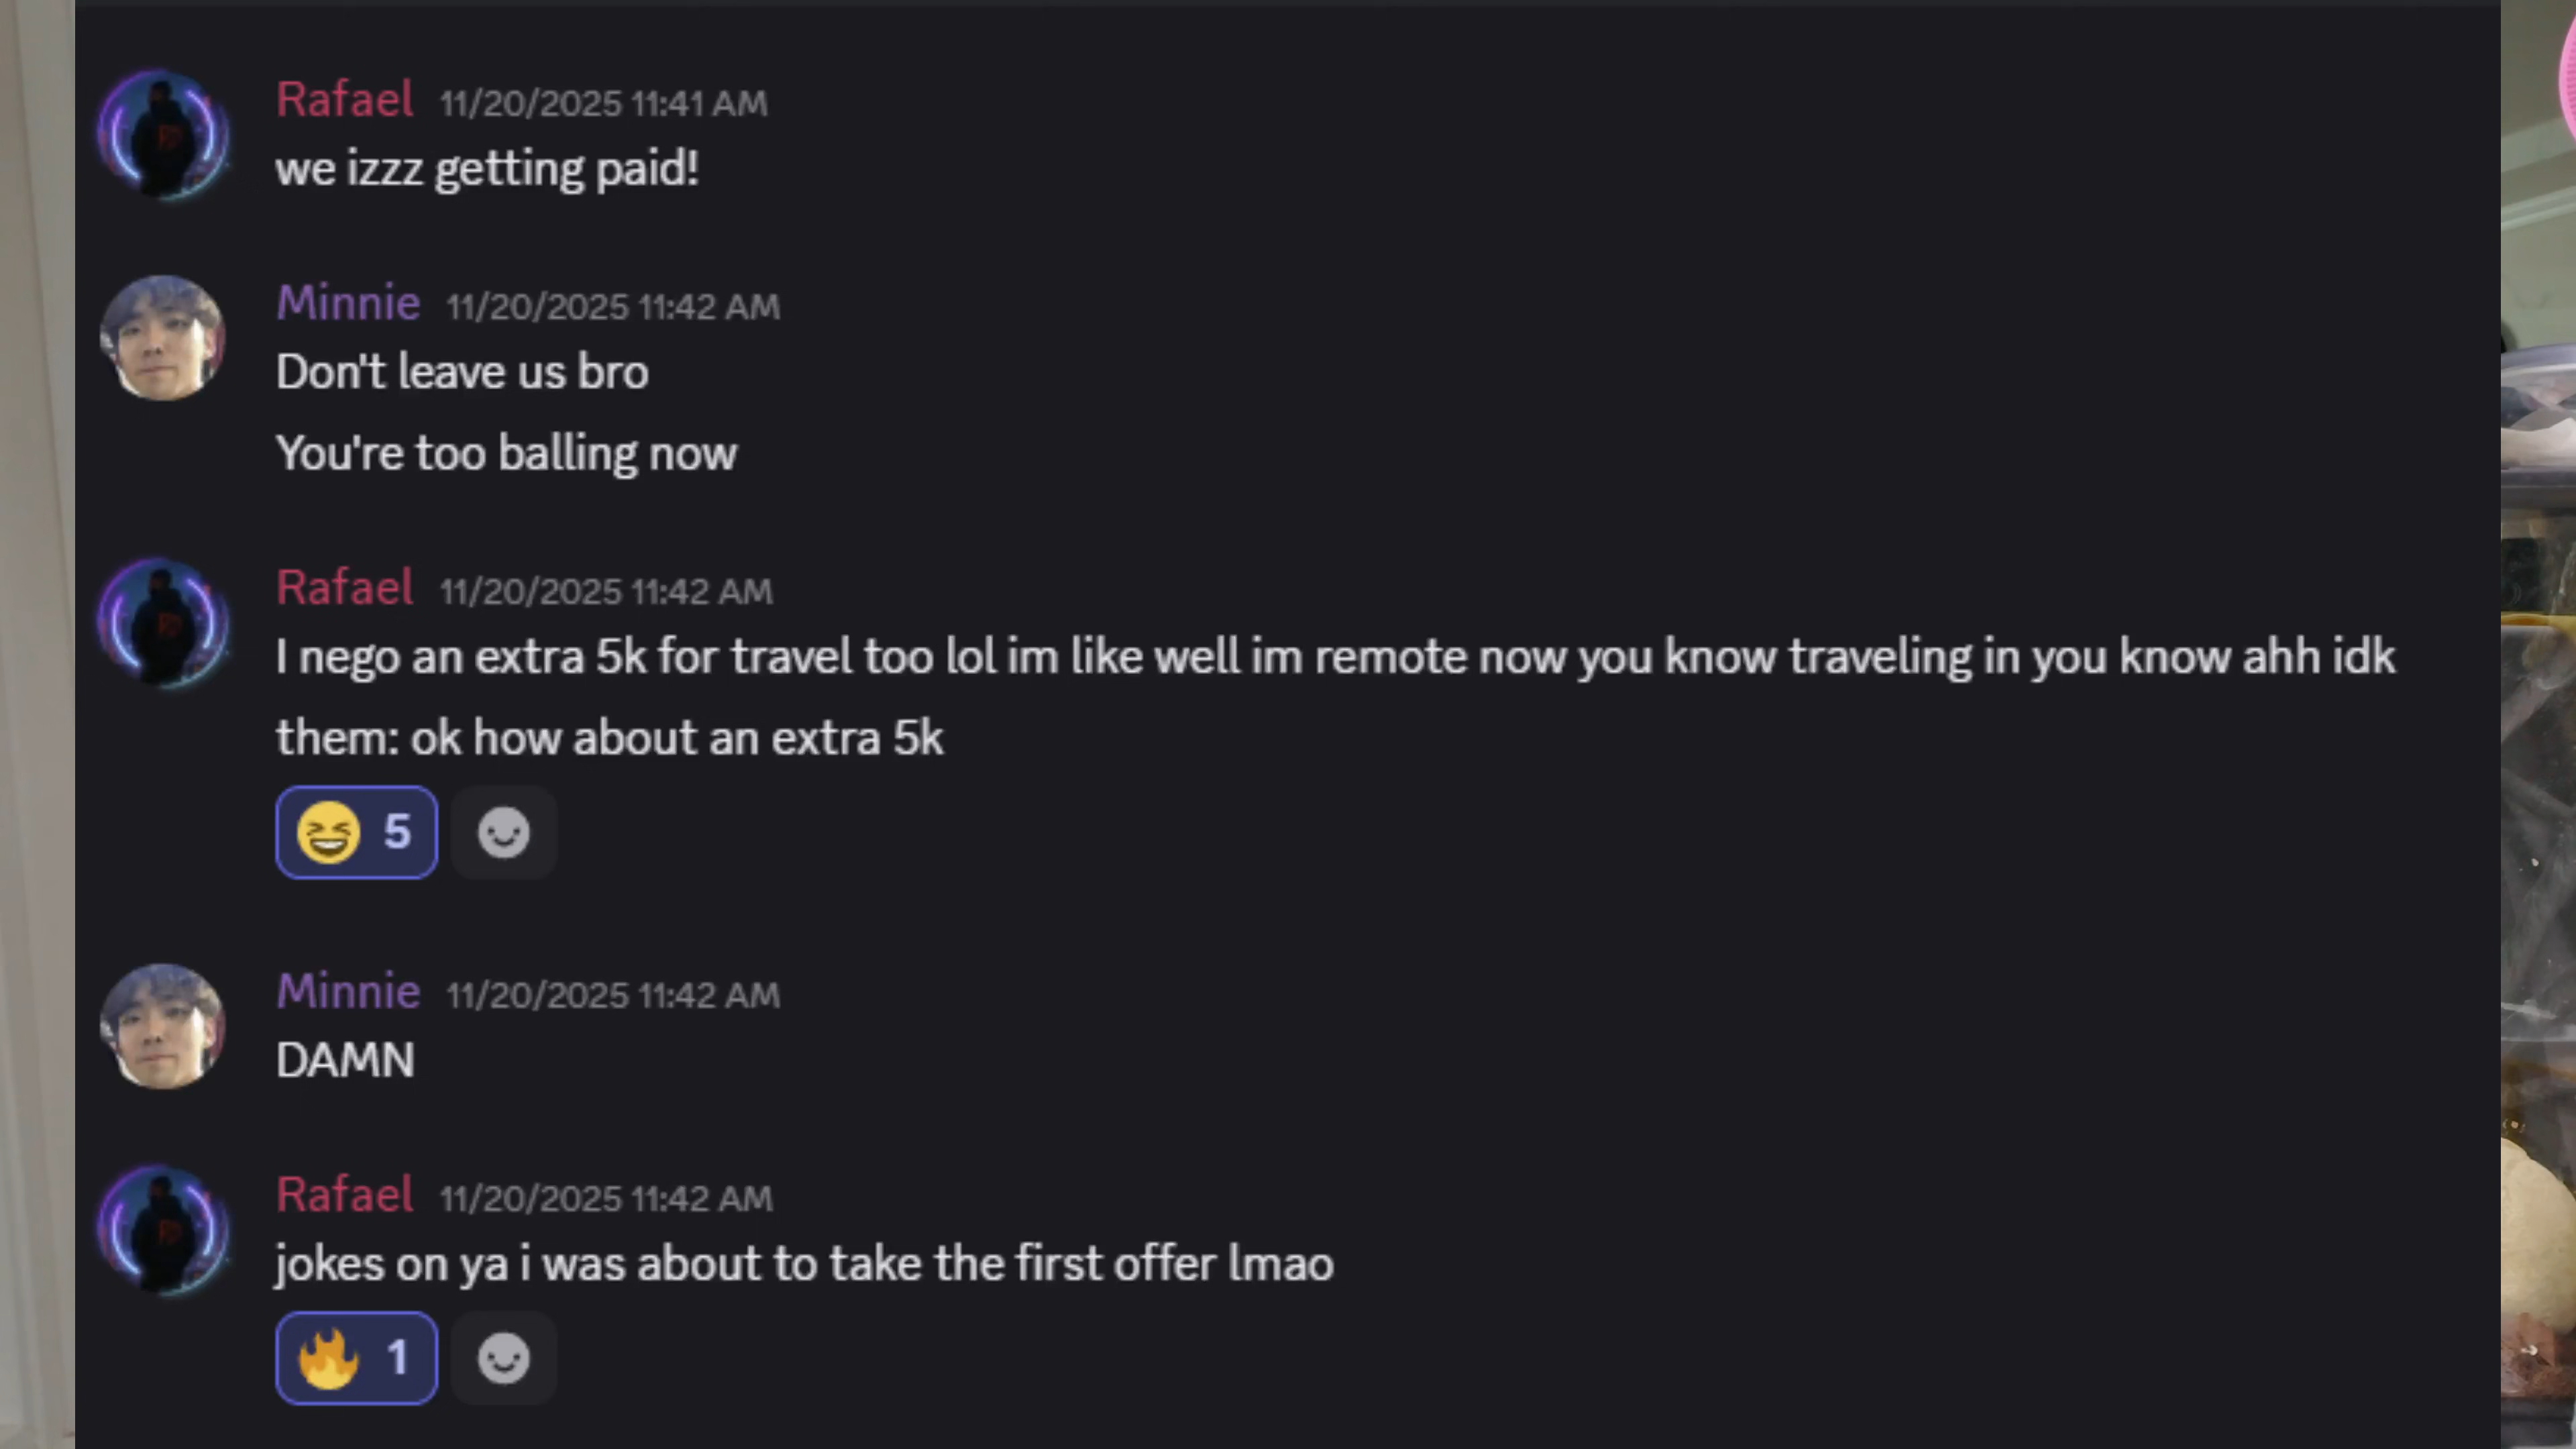 Rafael 11/20/2025 11:41 AM
we izzz getting paid!
Minnie 11/20/2025 11:42 AM
Don't leave us bro
You're too balling now
Rafael 11/20/2025 11:42 AM
I nego an extra 5k for travel too lol im like well im remote now you know traveling in you know ahh idk
them: ok how about an extra 5k
5
Minnie 11/20/2025 11:42 AM
DAMN
Rafael 11/20/2025 11:42 AM
jokes on ya i was about to take the first offer lmao
1